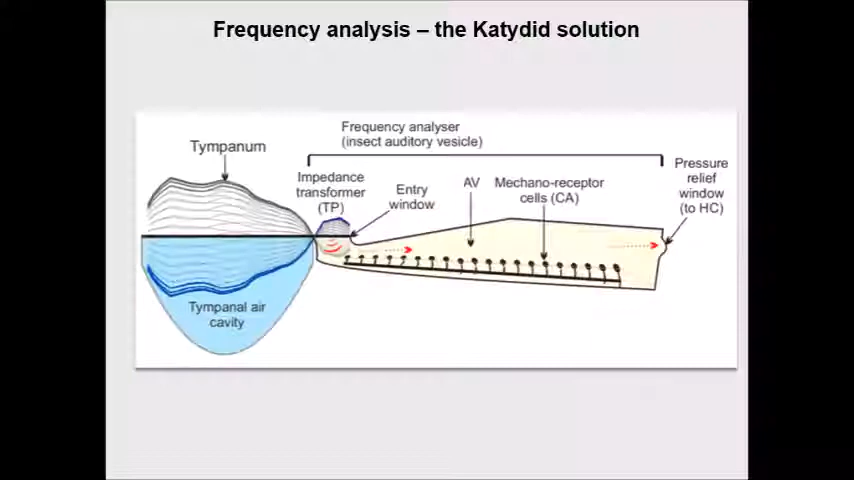 Frequency analysis – the Katydid solution
Frequency analyser
(insect auditory vesicle)
Tympanum
Impedance
transformer
(TP)
Entry
window
AV
Mechano-receptor
cells (CA)
Pressure
relief
window
(to HC)
Tympanal air
cavity